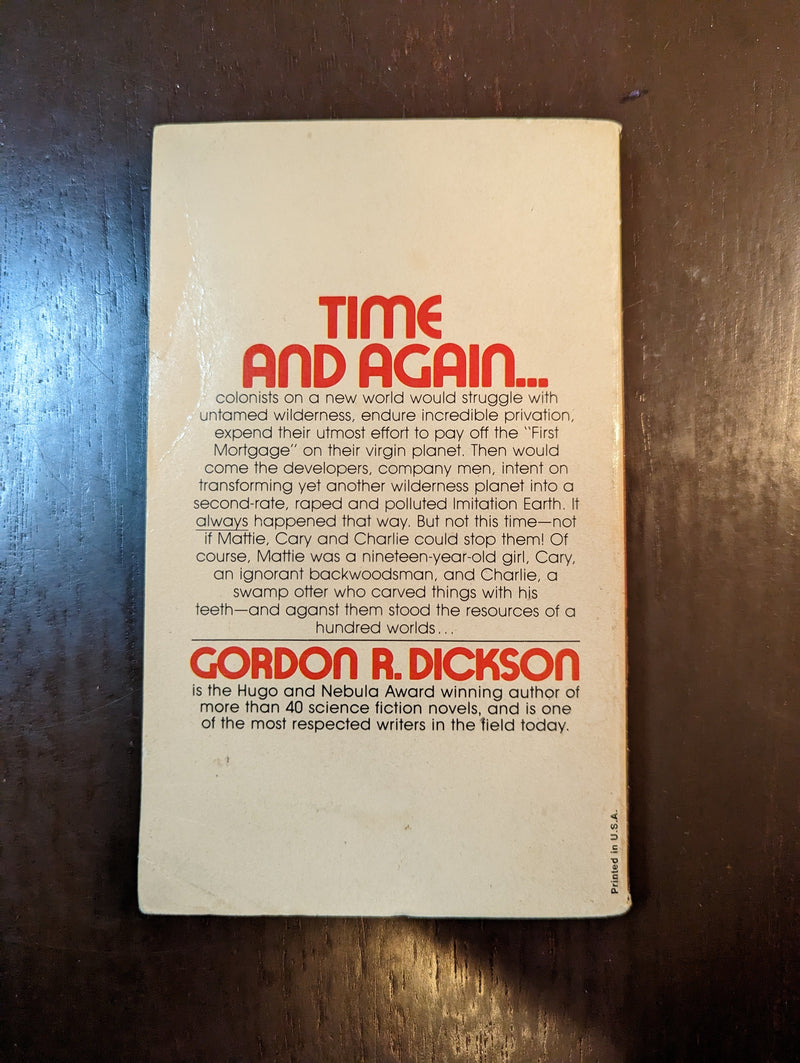 TIME
AND AGAIN...
colonists on a new world would struggle with
untamed wilderness, endure incredible privation,
expend their utmost effort to pay off the "First
Mortgage" on their virgin planet. Then would
come the developers, company men, intent on
transforming yet another wilderness planet into a
second-rate, raped and polluted Imitation Earth. It
always happened that way. But not this time—not
if Mattie, Cary and Charlie could stop them! Of
course, Mattie was a nineteen-year-old girl, Cary,
an ignorant backwoodsman, and Charlie, a
swamp otter who carved things with his
teeth—and aganst them stood the resources of a
hundred worlds...
GORDON R. DICKSON
is the Hugo and Nebula Award winning author of
more than 40 science fiction novels, and is one
of the most respected writers in the field today.
Printed in U.S.A.